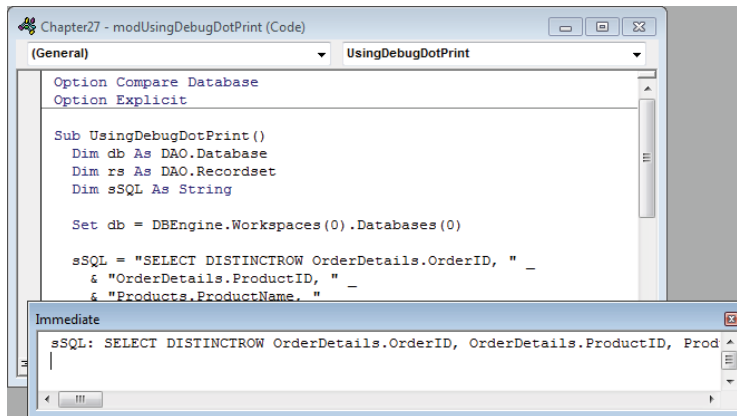 Chapter27 - modUsingDebugDotPrint (Code)
(General) UsingDebugDotPrint
Option Compare Database
Option Explicit
Sub UsingDebugDotPrint()
Dim db As DAO.Database
Dim rs As DAO.Recordset
Dim sSQL As String
Set db = DBEngine.Workspaces(0).Databases(0)
sSQL = "SELECT DISTINCTROW OrderDetails.OrderID, " _
& "OrderDetails.ProductID, " _
& "Products.ProductName, "
Immediate
sSQL: SELECT DISTINCTROW OrderDetails.OrderID, OrderDetails.ProductID, Prod